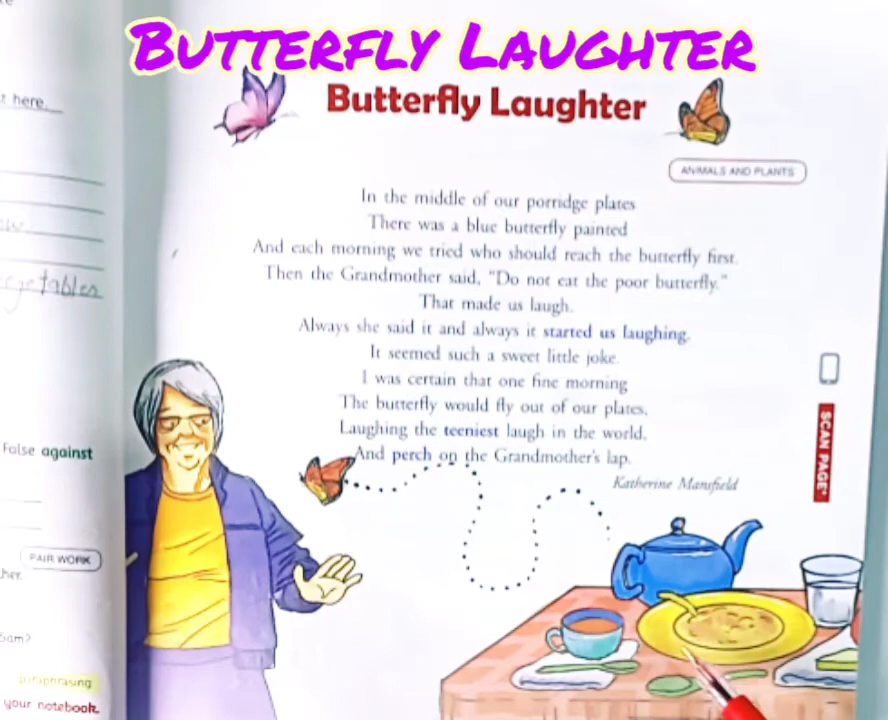 BUTTERFLY LAUGHTER
Butterfly Laughter
ANIMALS AND PLANTS
In the middle of our porridge plates
There was a blue butterfly painted
And each morning we tried who should reach the butterfly first.
Then the Grandmother said, "Do not eat the poor butterfly."
That made us laugh.
Always she said it and always it started us laughing.
It seemed such a sweet little joke.
I was certain that one fine morning
The butterfly would fly out of our plates,
Laughing the teeniest laugh in the world,
And perch on the Grandmother's lap.
Katherine Mansfield
SCAN PAGE
t here.
False against
PAIR WORK
her.
paraphrasing
your notebook.